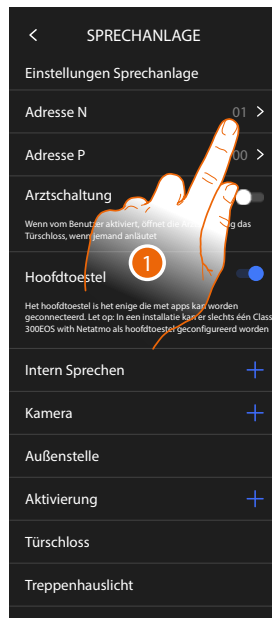 SPRECHANLAGE
Einstellungen Sprechanlage
Adresse N 01
Adresse P 00
Arztschaltung
Wenn vom Benutzer aktiviert, öffnet die g das
Türschloss, wenn jemand anläutet
1
Hoofdtoestel
Het hoofdtoestel is het enige die met apps kan worden
geconnecteerd. Let op: In een installatie kan er slechts één Class
300EOS with Netatmo als hoofdtoestel geconfigureerd worden
Intern Sprechen
Kamera
Außenstelle
Aktivierung
Türschloss
Treppenhauslicht